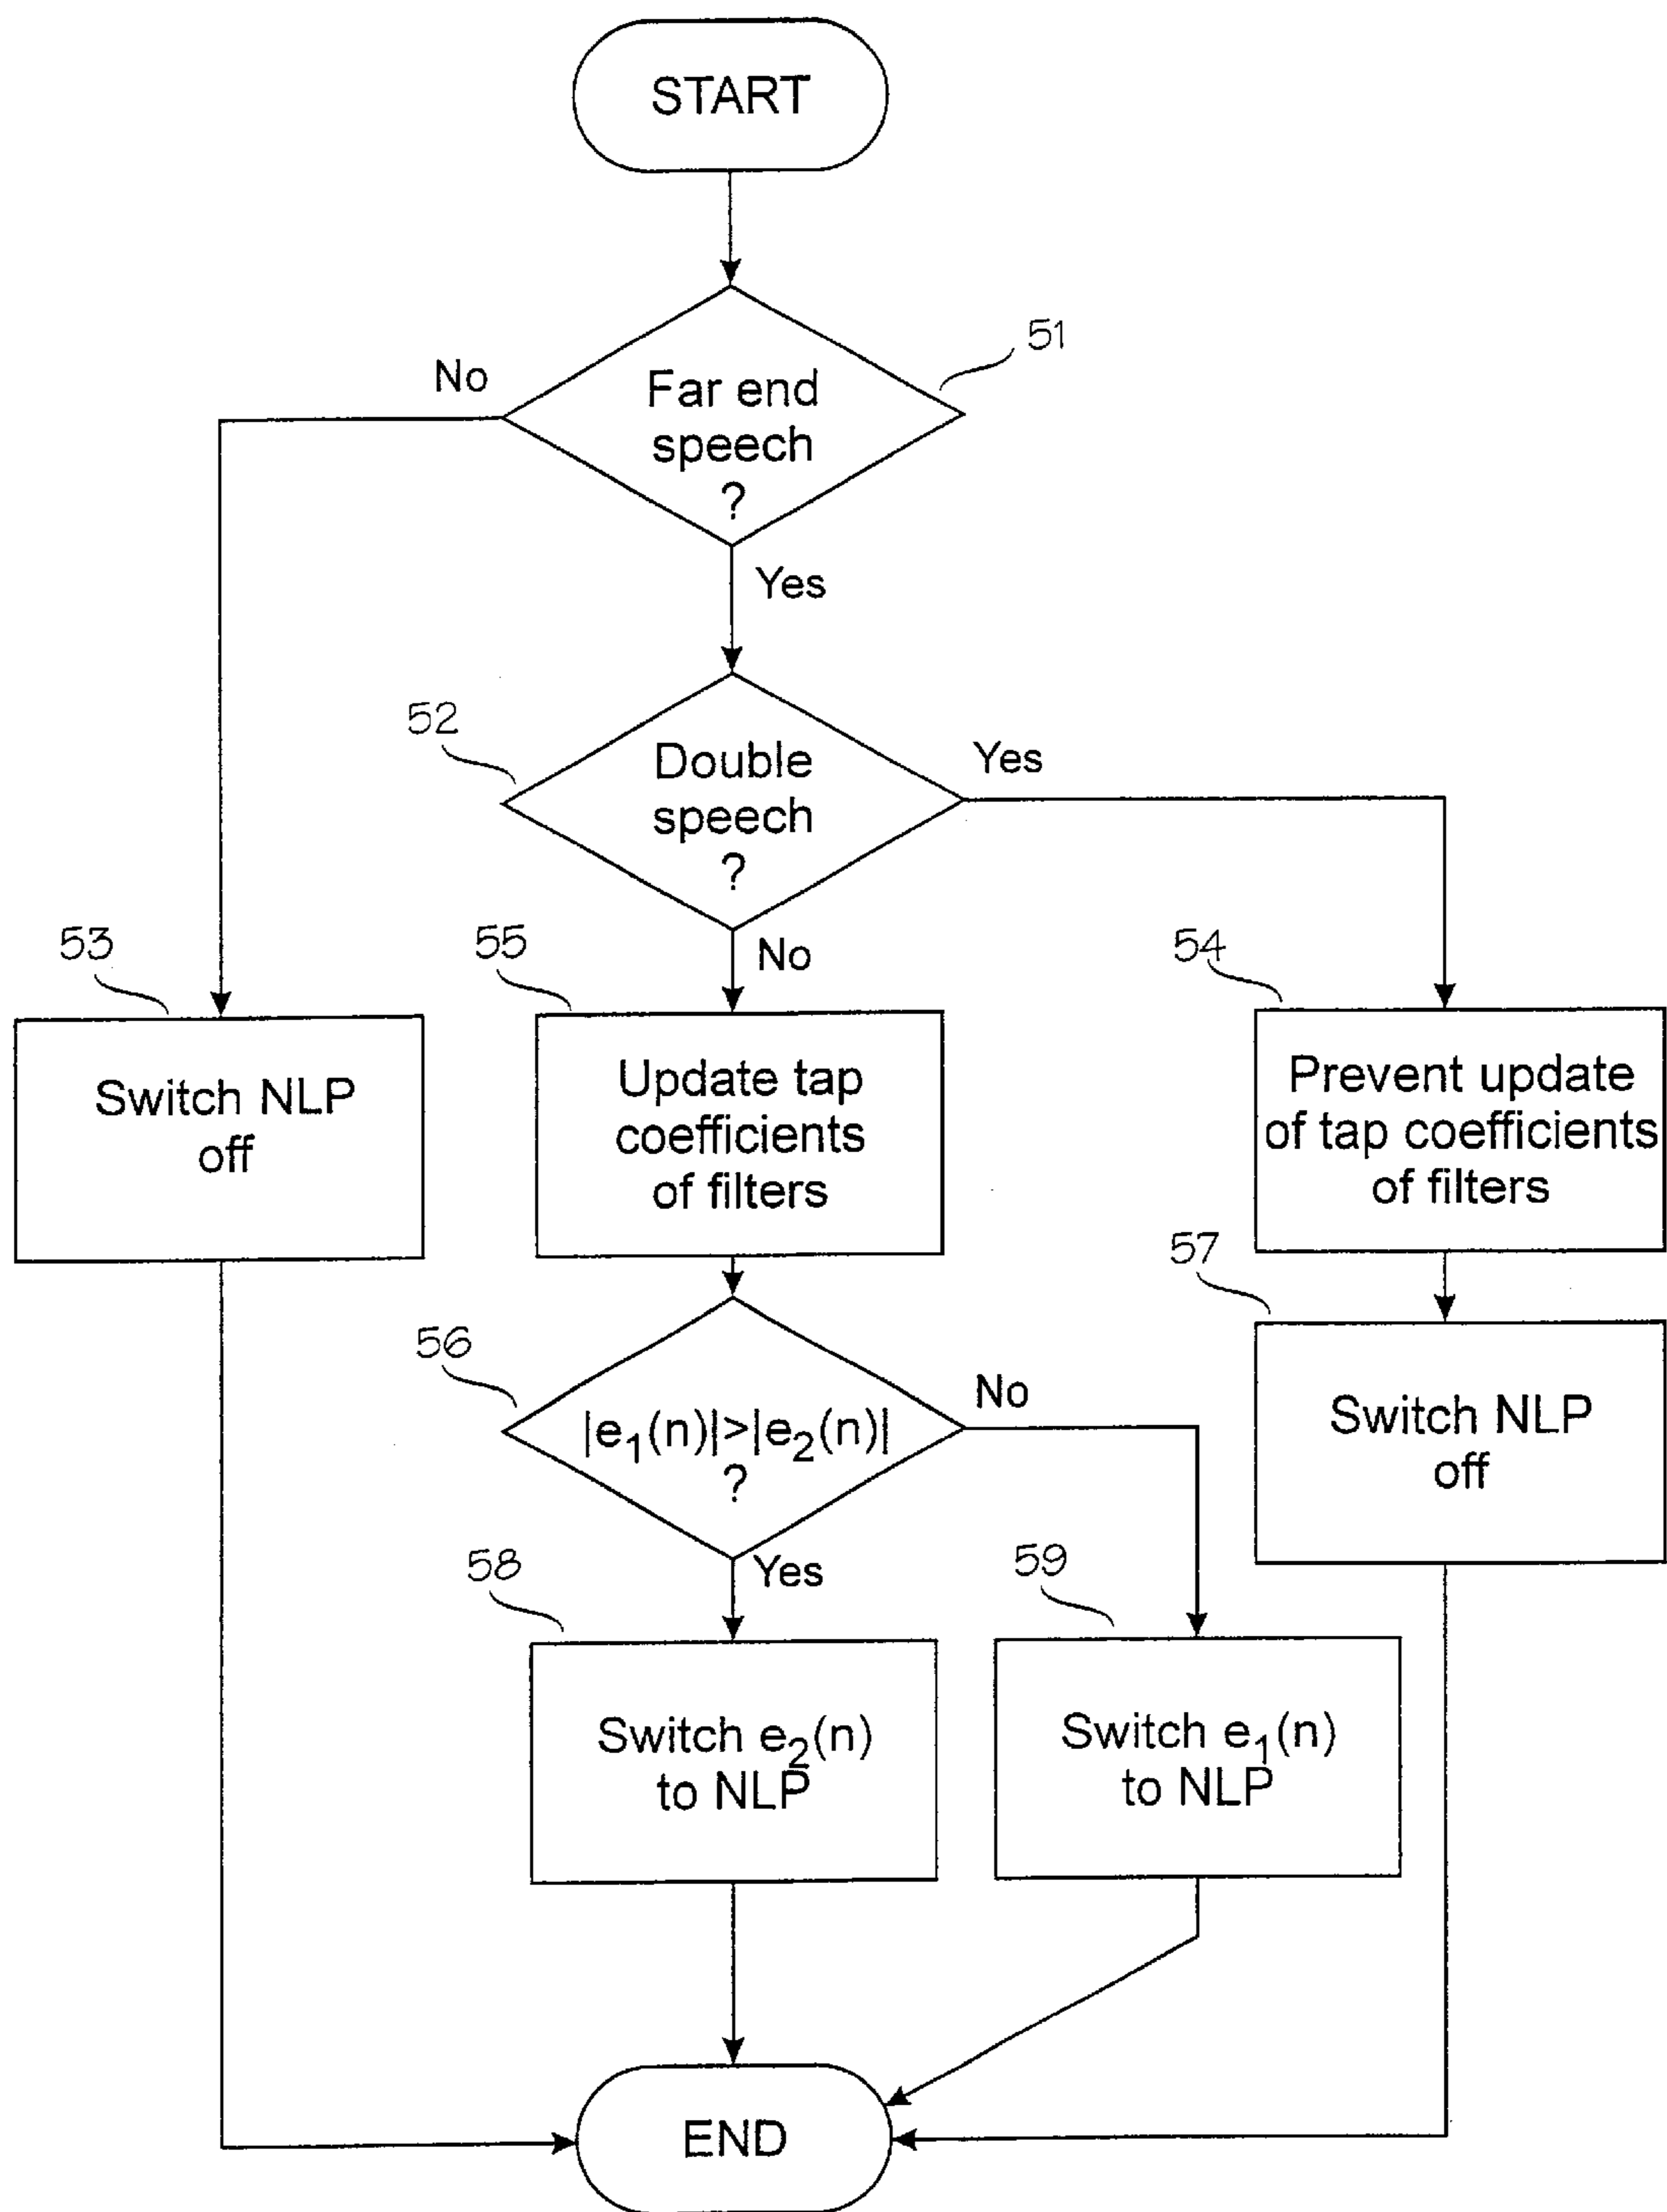 START
51
No
Far end
speech
?
Yes
52
Double
speech
?
Yes
53
55
No
54
Switch NLP
off
Update tap
coefficients
of filters
Prevent update
of tap coefficients
of filters
57
56
No
|e₁(n)|>|e₂(n)|
?
Switch NLP
off
Yes
58
59
Switch e₂(n)
to NLP
Switch e₁(n)
to NLP
END